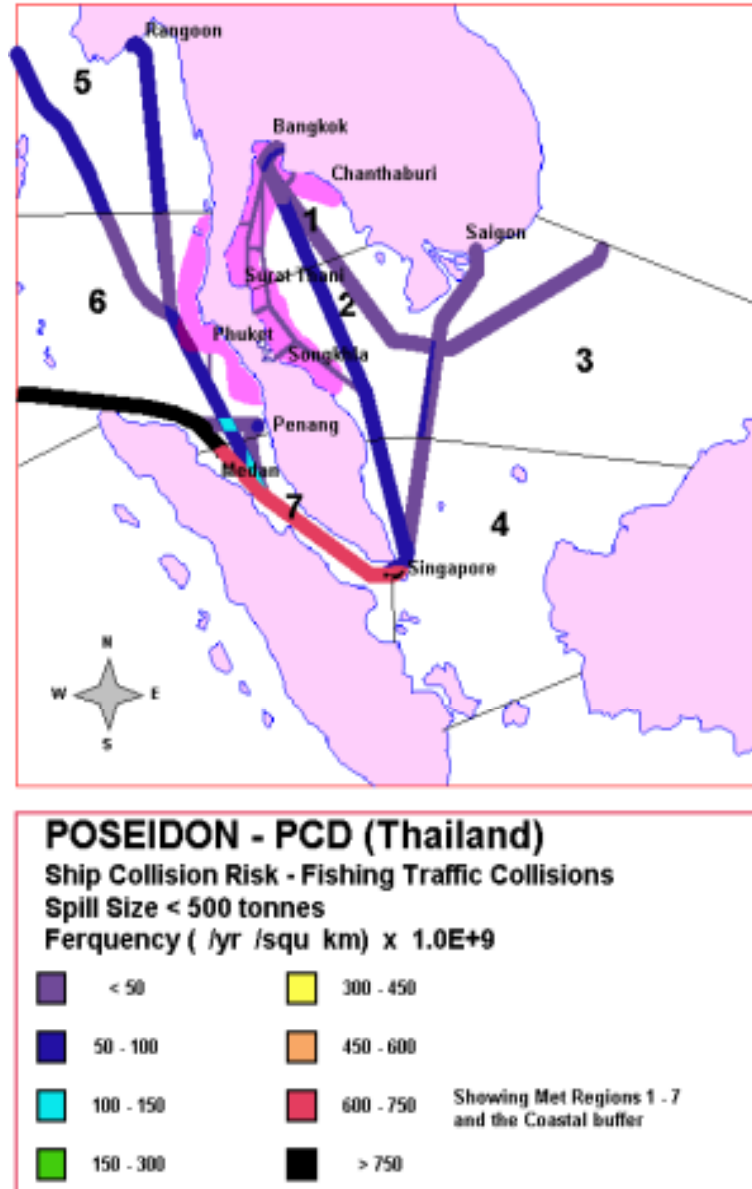 Rangoon
5
Bangkok
Chanthaburi
1
Saigon
Surat Thani
6
2
Phuket
Songkhla
3
Penang
Medan
7
4
Singapore
N
W E
S
POSEIDON - PCD (Thailand)
Ship Collision Risk - Fishing Traffic Collisions
Spill Size < 500 tonnes
Ferquency ( /yr /squ km) x 1.0E+9
< 50 300 - 450
50 - 100 450 - 600
100 - 150 600 - 750 Showing Met Regions 1 - 7
and the Coastal buffer
150 - 300 > 750